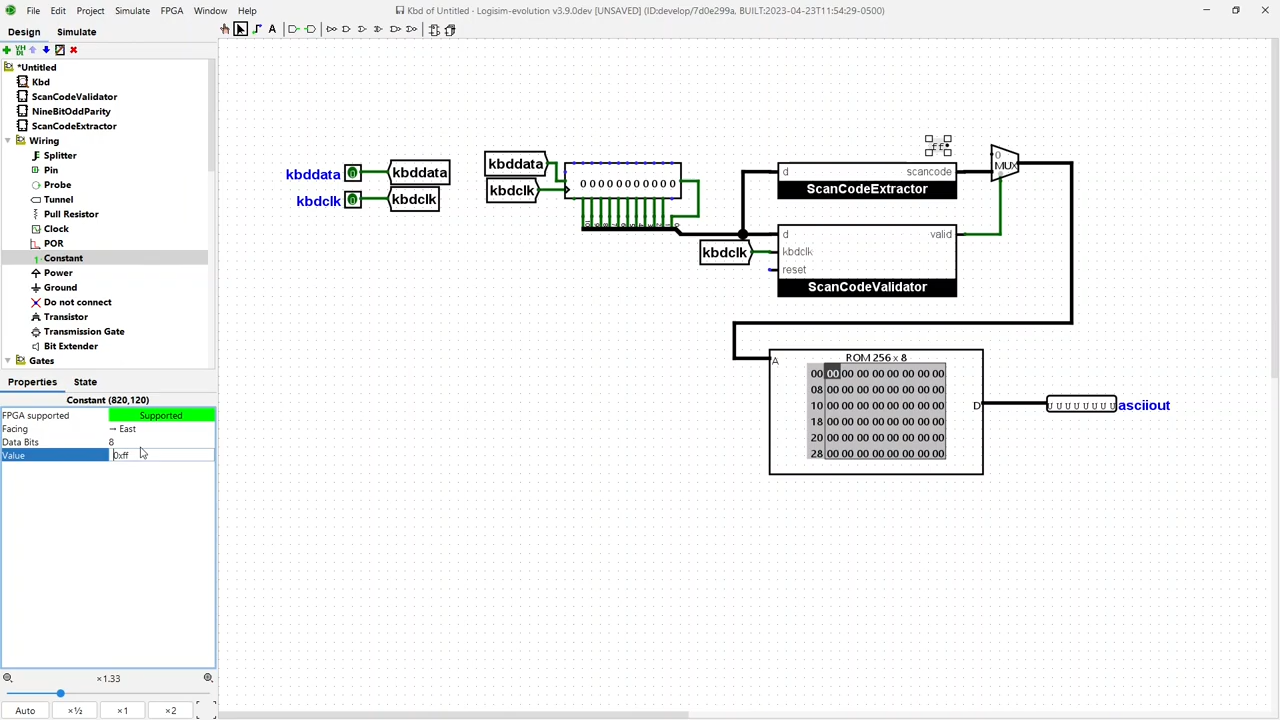 Kbd of Untitled - Logisim-evolution v3.9.0dev [UNSAVED] (ID:develop/7d0e299a, BUILT:2023-04-23T11:54:29-0500)
File Edit Project Simulate FPGA Window Help
Design Simulate
*Untitled
Kbd
ScanCodeValidator
NineBitOddParity
ScanCodeExtractor
Wiring
Splitter
Pin
Probe
Tunnel
Pull Resistor
Clock
POR
Constant
Power
Ground
Do not connect
Transistor
Transmission Gate
Bit Extender
Gates
Properties State
Constant (820,120)
FPGA supported Supported
Facing → East
Data Bits 8
Value 0xff
×1.33
Auto ×½ ×1 ×2
kbddata 0 kbddata
kbdclk 0 kbdclk
kbddata
kbdclk
0 0 0 0 0 0 0 0 0 0 0
ff
0
MUX
d scancode
ScanCodeExtractor
d valid
kbdclk kbdclk
reset
ScanCodeValidator
ROM 256 x 8
A
00 00 00 00 00 00 00 00 00
08 00 00 00 00 00 00 00 00
10 00 00 00 00 00 00 00 00
18 00 00 00 00 00 00 00 00
20 00 00 00 00 00 00 00 00
28 00 00 00 00 00 00 00 00
D
U U U U U U U U asciiout